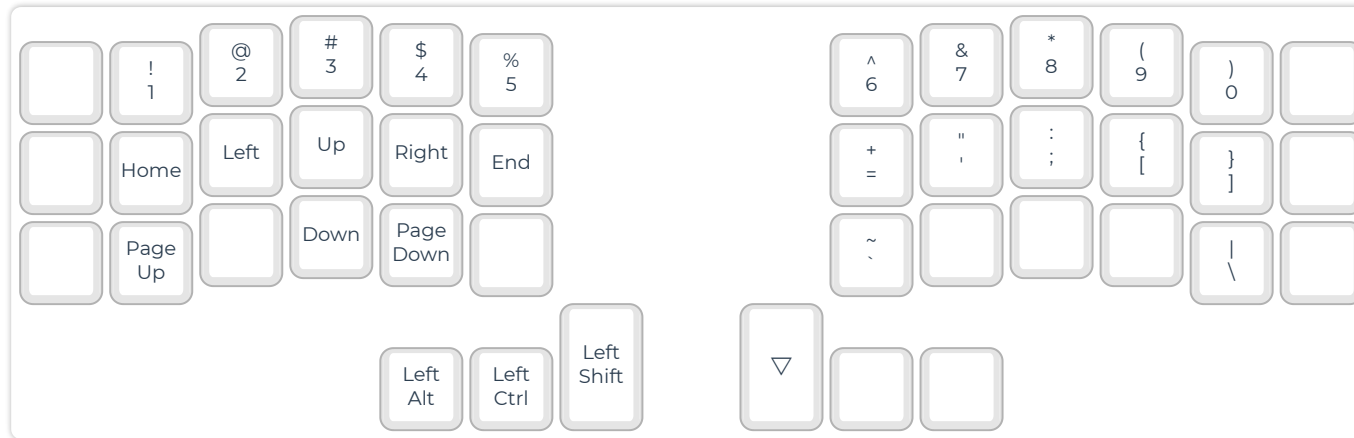 !
1
@
2
#
3
$
4
%
5
^
6
&
7
*
8
(
9
)
0
Home
Left
Up
Right
End
+
=
"
'
:
;
{
[
}
]
Page
Up
Down
Page
Down
~
`
|
\
Left
Alt
Left
Ctrl
Left
Shift
▽